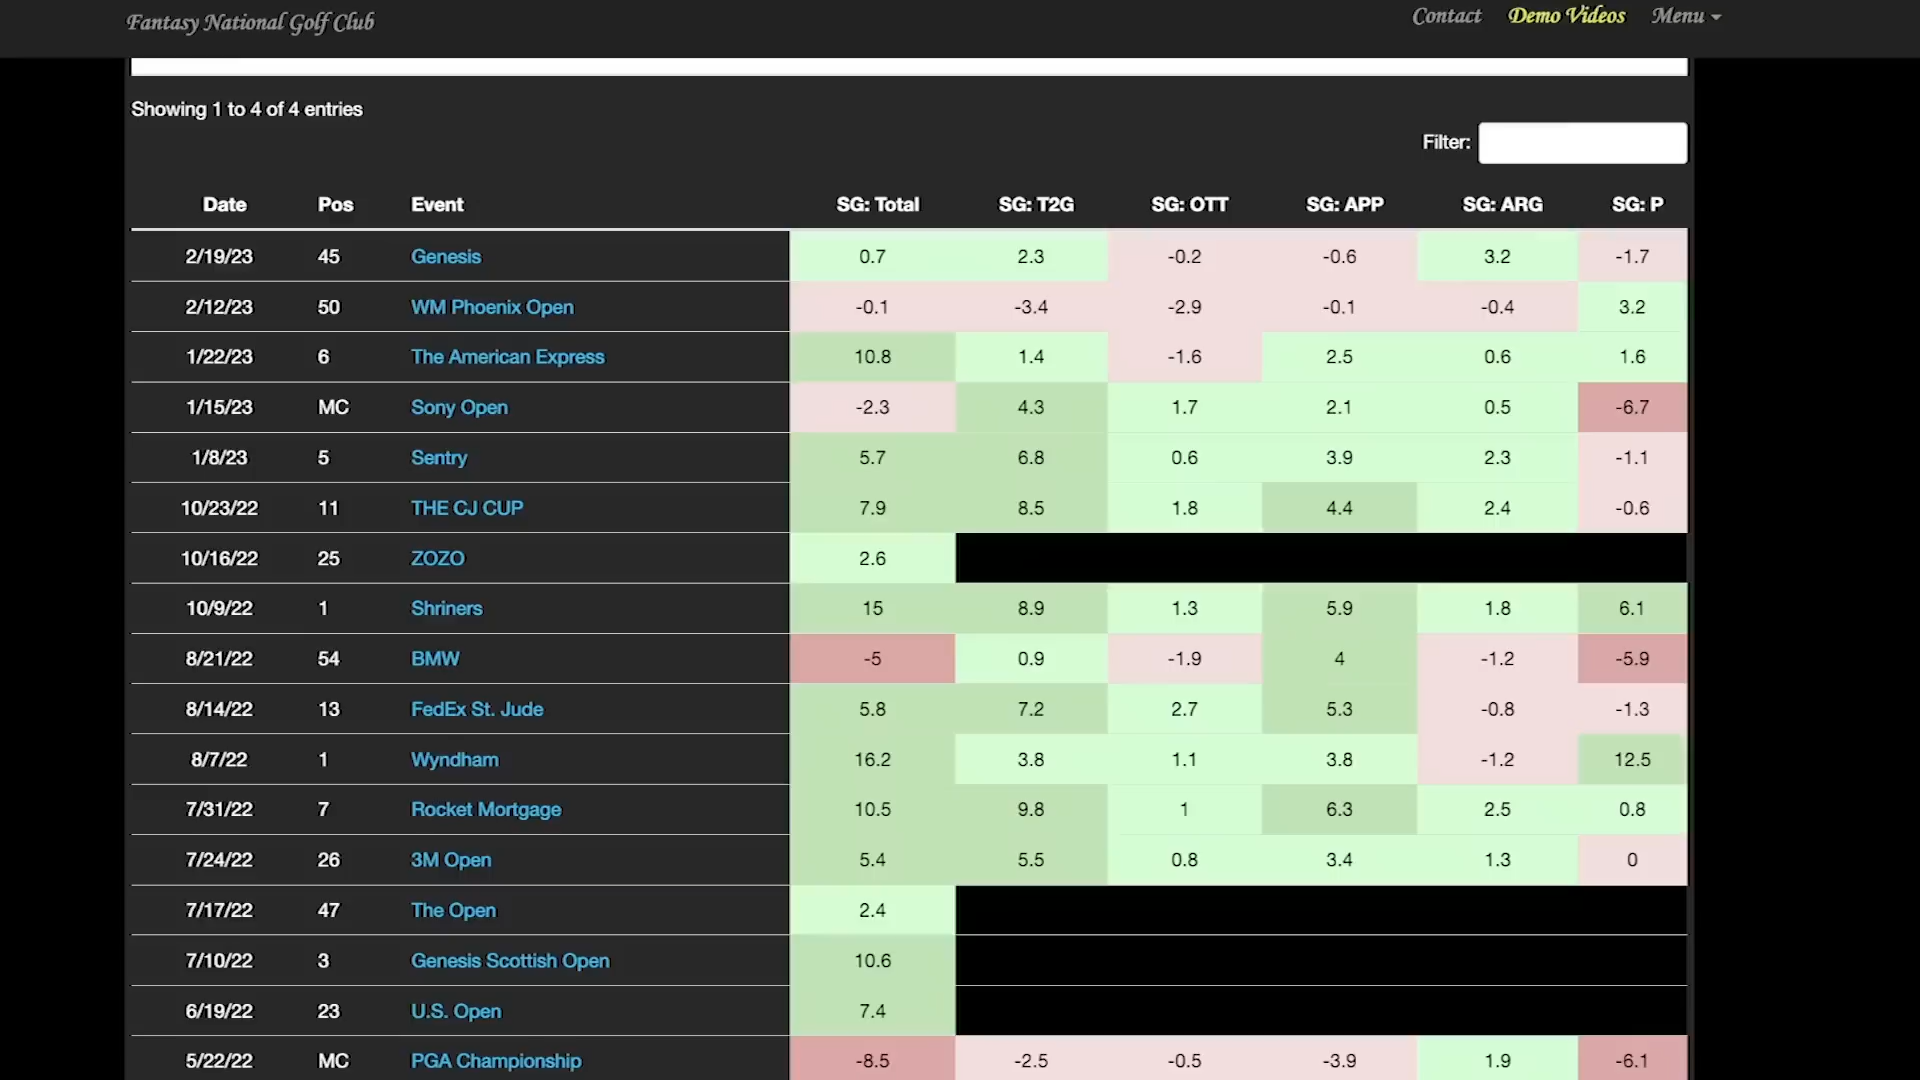 Fantasy National Golf Club Contact Demo Videos Menu
Showing 1 to 4 of 4 entries
Filter:
Date Pos Event SG: Total SG: T2G SG: OTT SG: APP SG: ARG SG: P
2/19/23 45 Genesis 0.7 2.3 -0.2 -0.6 3.2 -1.7
2/12/23 50 WM Phoenix Open -0.1 -3.4 -2.9 -0.1 -0.4 3.2
1/22/23 6 The American Express 10.8 1.4 -1.6 2.5 0.6 1.6
1/15/23 MC Sony Open -2.3 4.3 1.7 2.1 0.5 -6.7
1/8/23 5 Sentry 5.7 6.8 0.6 3.9 2.3 -1.1
10/23/22 11 THE CJ CUP 7.9 8.5 1.8 4.4 2.4 -0.6
10/16/22 25 ZOZO 2.6
10/9/22 1 Shriners 15 8.9 1.3 5.9 1.8 6.1
8/21/22 54 BMW -5 0.9 -1.9 4 -1.2 -5.9
8/14/22 13 FedEx St. Jude 5.8 7.2 2.7 5.3 -0.8 -1.3
8/7/22 1 Wyndham 16.2 3.8 1.1 3.8 -1.2 12.5
7/31/22 7 Rocket Mortgage 10.5 9.8 1 6.3 2.5 0.8
7/24/22 26 3M Open 5.4 5.5 0.8 3.4 1.3 0
7/17/22 47 The Open 2.4
7/10/22 3 Genesis Scottish Open 10.6
6/19/22 23 U.S. Open 7.4
5/22/22 MC PGA Championship -8.5 -2.5 -0.5 -3.9 1.9 -6.1